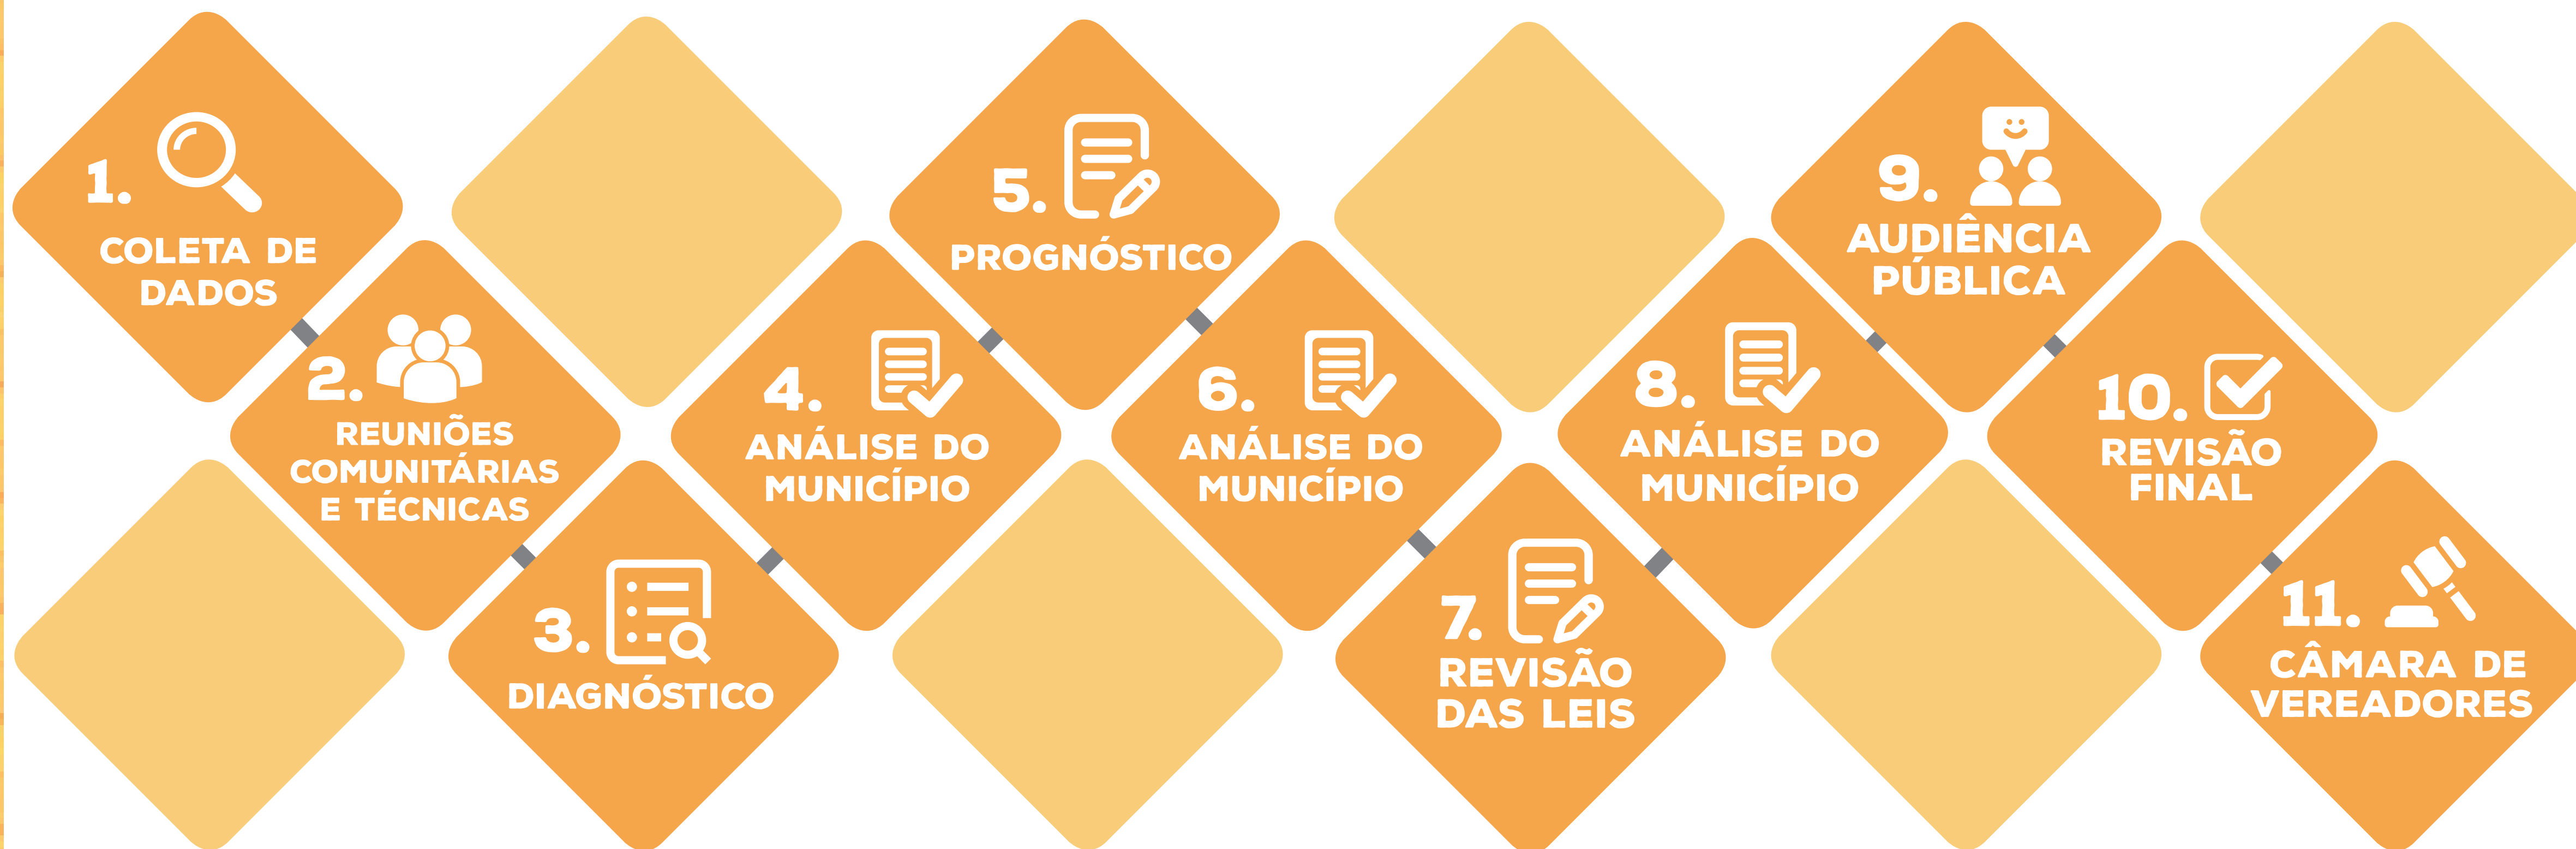 1.
COLETA DE
DADOS
2.
REUNIÕES
COMUNITÁRIAS
E TÉCNICAS
3.
DIAGNÓSTICO
4.
ANÁLISE DO
MUNICÍPIO
5.
PROGNÓSTICO
6.
ANÁLISE DO
MUNICÍPIO
7.
REVISÃO
DAS LEIS
8.
ANÁLISE DO
MUNICÍPIO
9.
AUDIÊNCIA
PÚBLICA
10.
REVISÃO
FINAL
11.
CÂMARA DE
VEREADORES